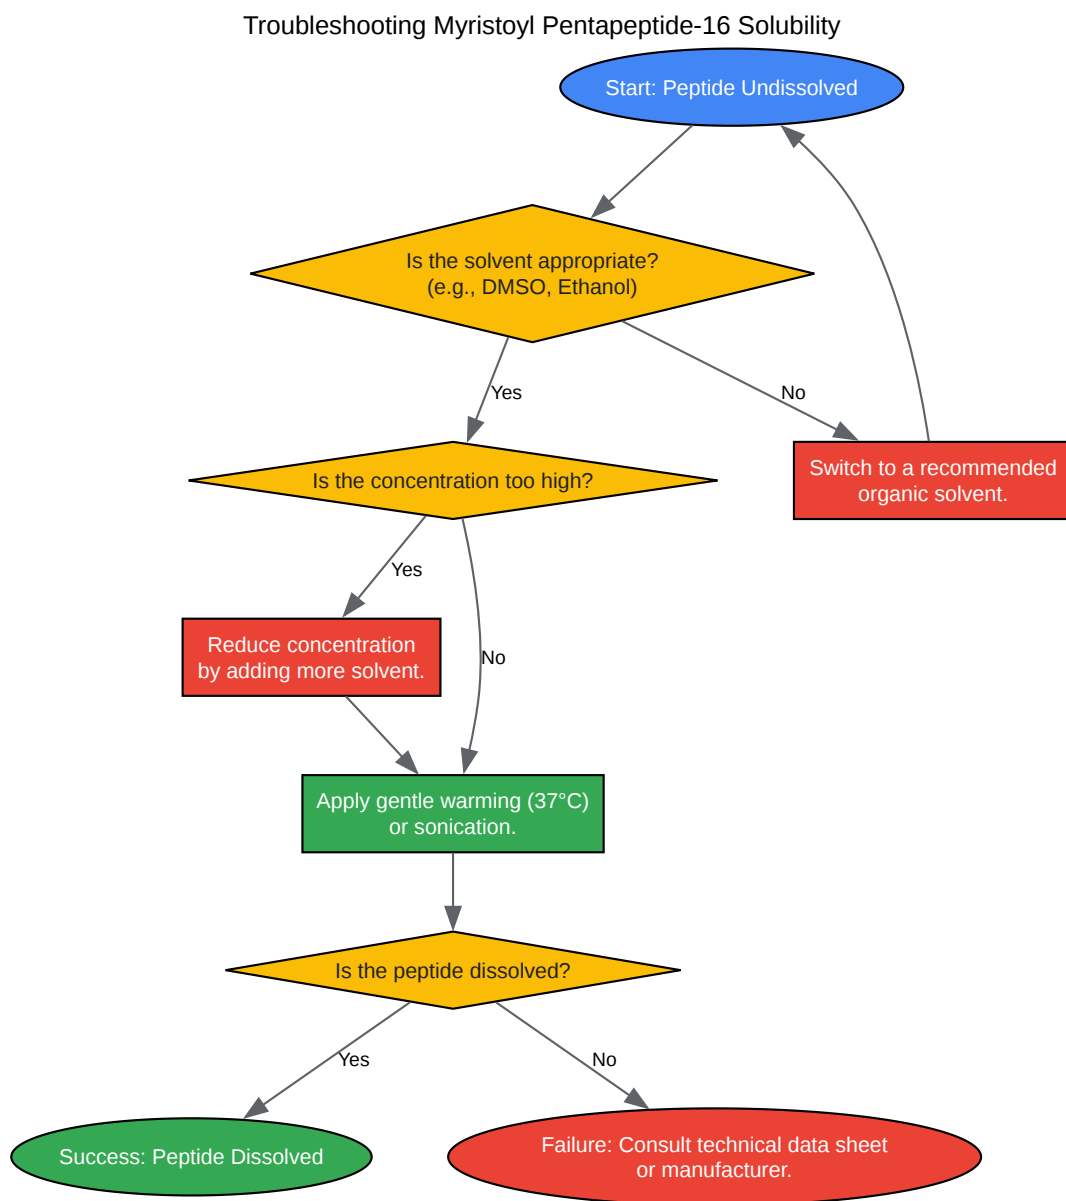 Troubleshooting Myristoyl Pentapeptide-16 Solubility
Start: Peptide Undissolved
Is the solvent appropriate?
(e.g., DMSO, Ethanol)
Yes
No
Is the concentration too high?
Switch to a recommended
organic solvent.
Yes
No
Reduce concentration
by adding more solvent.
Apply gentle warming (37°C)
or sonication.
Is the peptide dissolved?
Yes
No
Success: Peptide Dissolved
Failure: Consult technical data sheet
or manufacturer.